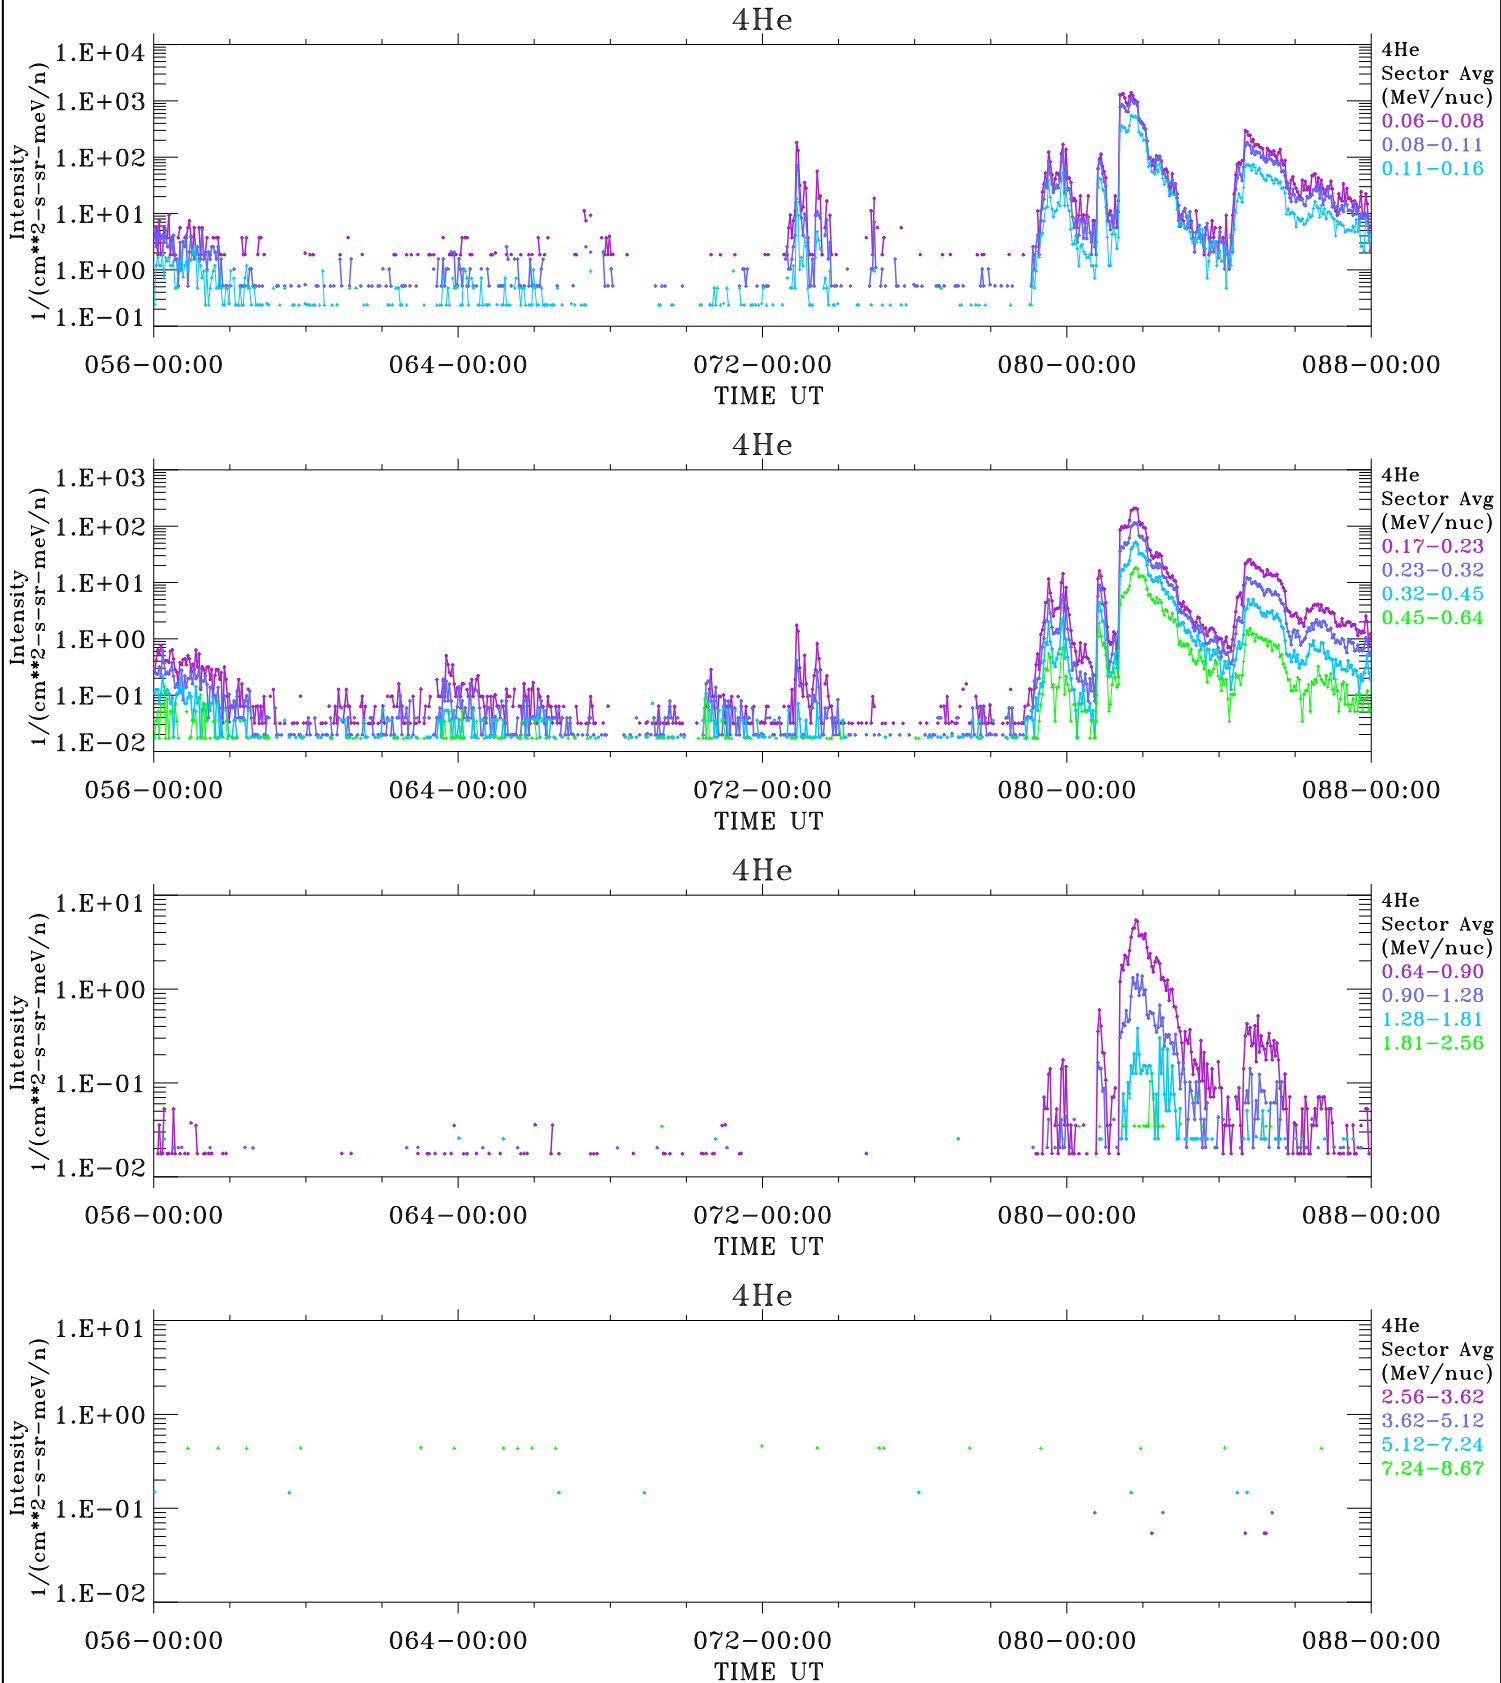 4He
1.E+04
1.E+03
1.E+02
1.E+01
1.E+00
1.E-01
Intensity
1/(cm**2-s-sr-meV/n)
4He
Sector Avg
(MeV/nuc)
0.06-0.08
0.08-0.11
0.11-0.16
056-00:00 064-00:00 072-00:00 080-00:00 088-00:00
TIME UT
4He
1.E+03
1.E+02
1.E+01
1.E+00
1.E-01
1.E-02
Intensity
1/(cm**2-s-sr-meV/n)
4He
Sector Avg
(MeV/nuc)
0.17-0.23
0.23-0.32
0.32-0.45
0.45-0.64
056-00:00 064-00:00 072-00:00 080-00:00 088-00:00
TIME UT
4He
1.E+01
1.E+00
1.E-01
1.E-02
Intensity
1/(cm**2-s-sr-meV/n)
4He
Sector Avg
(MeV/nuc)
0.64-0.90
0.90-1.28
1.28-1.81
1.81-2.56
056-00:00 064-00:00 072-00:00 080-00:00 088-00:00
TIME UT
4He
1.E+01
1.E+00
1.E-01
1.E-02
Intensity
1/(cm**2-s-sr-meV/n)
4He
Sector Avg
(MeV/nuc)
2.56-3.62
3.62-5.12
5.12-7.24
7.24-8.67
056-00:00 064-00:00 072-00:00 080-00:00 088-00:00
TIME UT